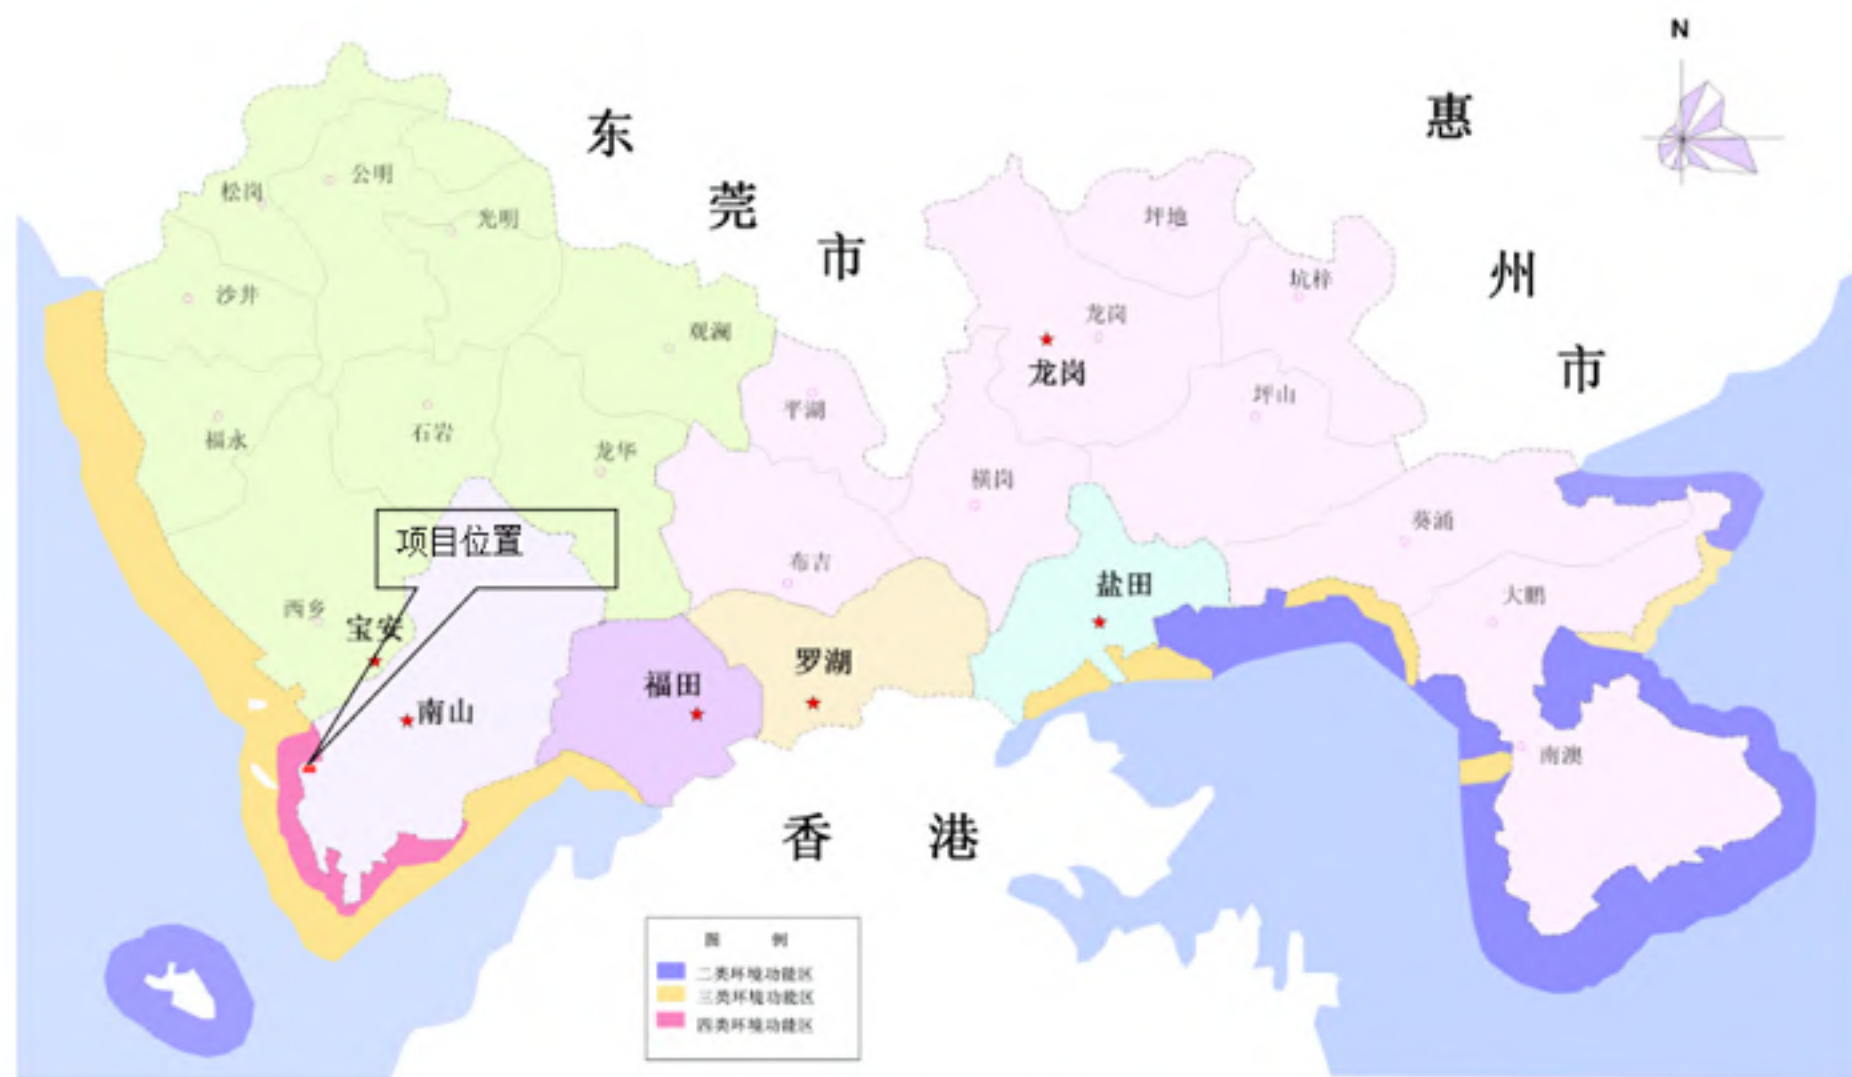 N
东
莞
市
惠
州
市
松岗
公明
光明
沙井
观澜
福永
石岩
龙华
坪地
坑梓
龙岗
龙岗
坪山
平湖
横岗
葵涌
项目位置
布吉
盐田
大鹏
西乡
宝安
罗湖
福田
南山
南澳
香港
图例
二类环境功能区
三类环境功能区
四类环境功能区